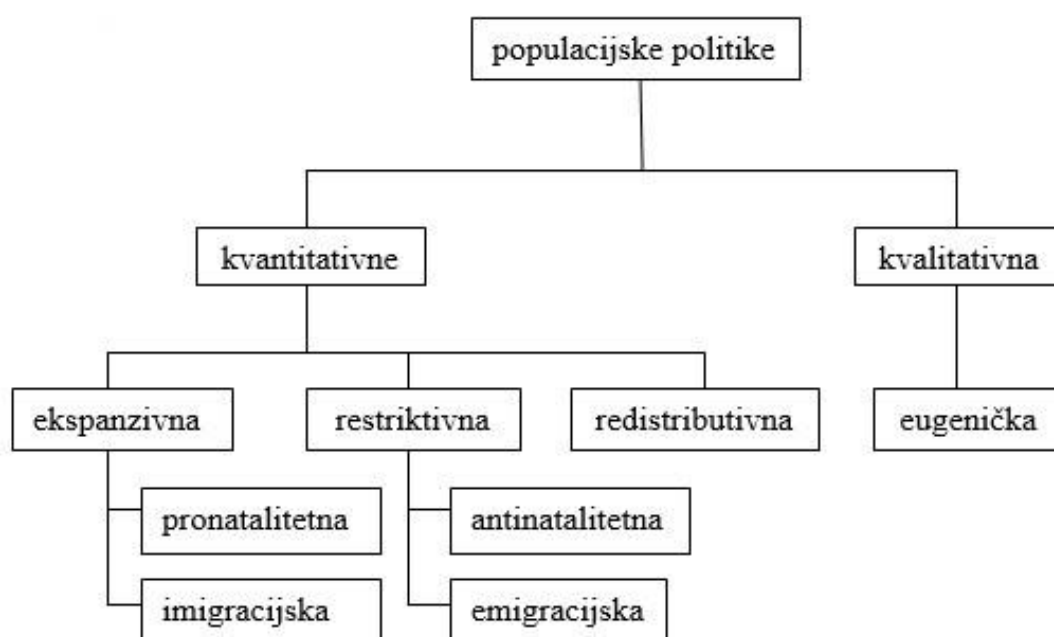 populacijske politike
kvantitativne
kvalitativna
ekspanzivna
restriktivna
redistributivna
eugenička
pronatalitetna
antinatalitetna
imigracijska
emigracijska